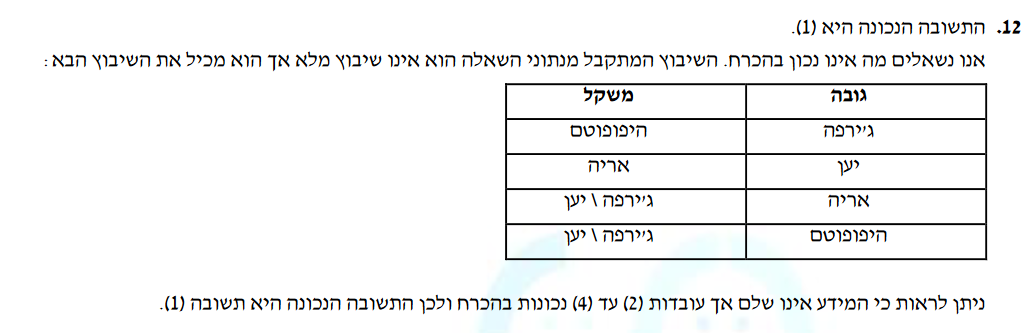 12. התשובה הנכונה היא (1).
אנו נשאלים מה אינו נכון בהכרח. השיבוץ המתקבל מנתוני השאלה הוא אינו שיבוץ מלא אך הוא מכיל את השיבוץ הבא:
גובה משקל
ג'ירפה היפופוטם
יען אריה
אריה ג'ירפה \ יען
היפופוטם ג'ירפה \ יען
ניתן לראות כי המידע אינו שלם אך עובדות (2) עד (4) נכונות בהכרח ולכן התשובה הנכונה היא תשובה (1).